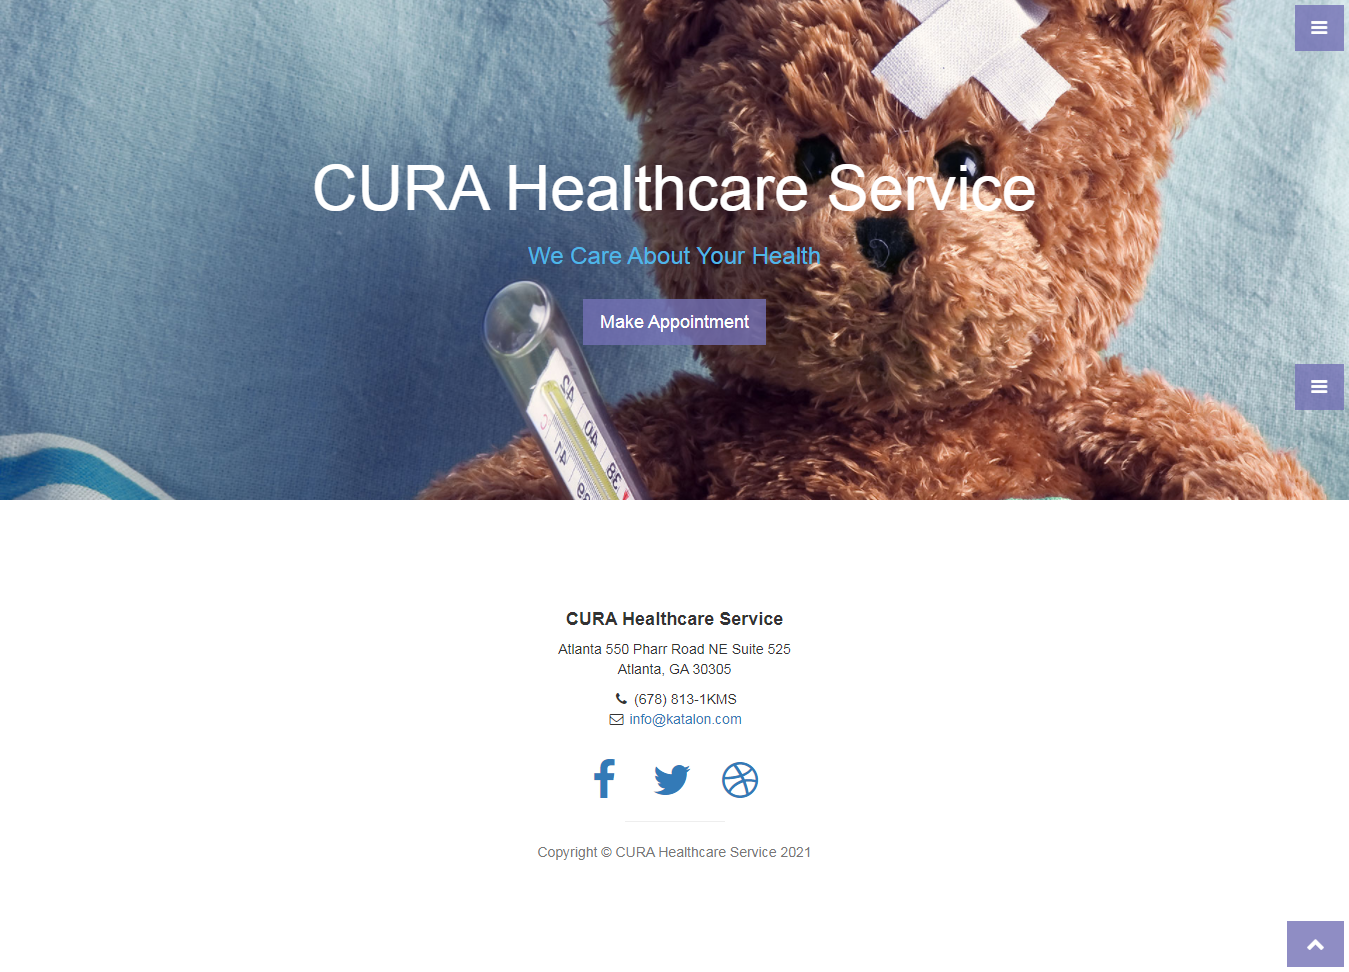 CURA Healthcare Service
We Care About Your Health
Make Appointment
CURA Healthcare Service
Atlanta 550 Pharr Road NE Suite 525
Atlanta, GA 30305
(678) 813-1KMS
info@katalon.com
Copyright © CURA Healthcare Service 2021